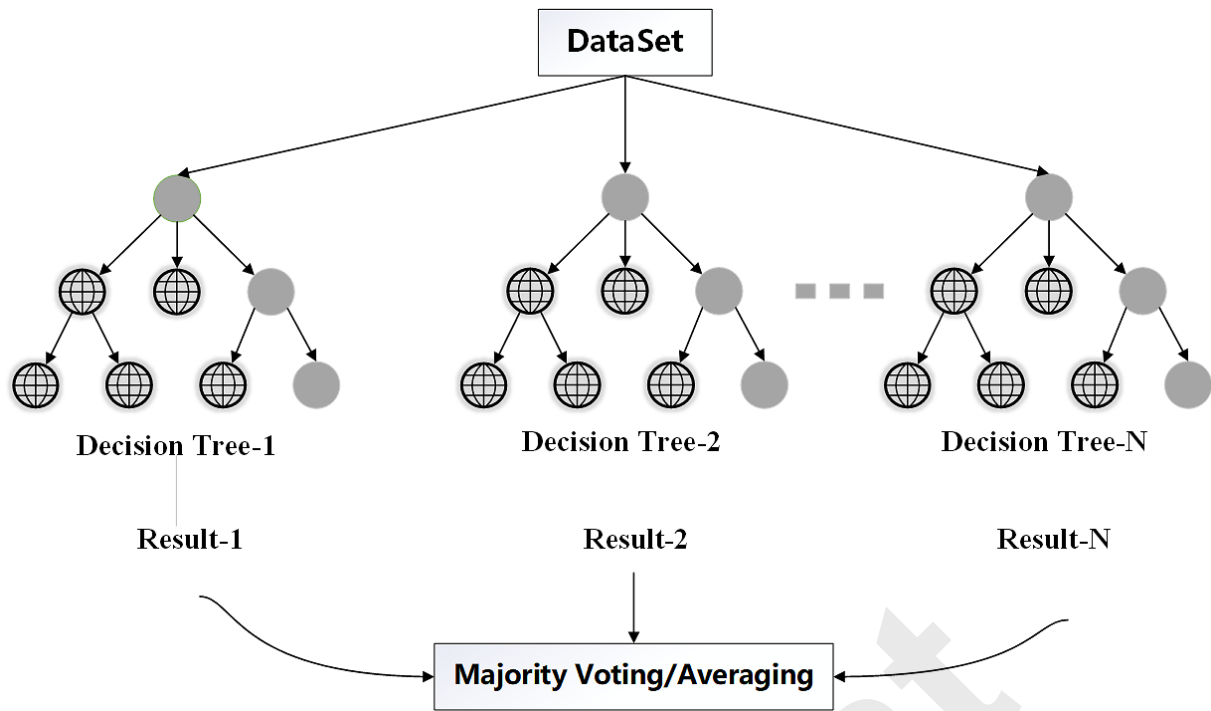 DataSet
Decision Tree-1
Decision Tree-2
Decision Tree-N
Result-1
Result-2
Result-N
Majority Voting/Averaging